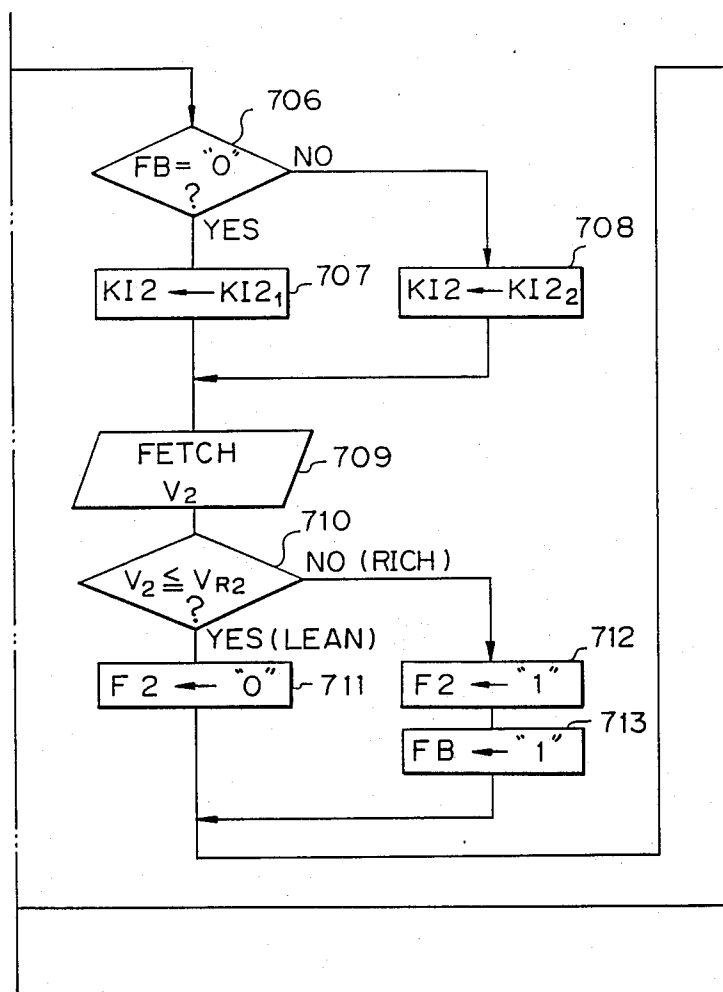 706
FB = "0"
?
NO
YES
707
708
KI2 ← KI2₁
KI2 ← KI2₂
FETCH
V₂
709
710
V₂ ≦ VR2
?
NO (RICH)
YES (LEAN)
712
F2 ← "0"
711
F2 ← "1"
713
FB ← "1"